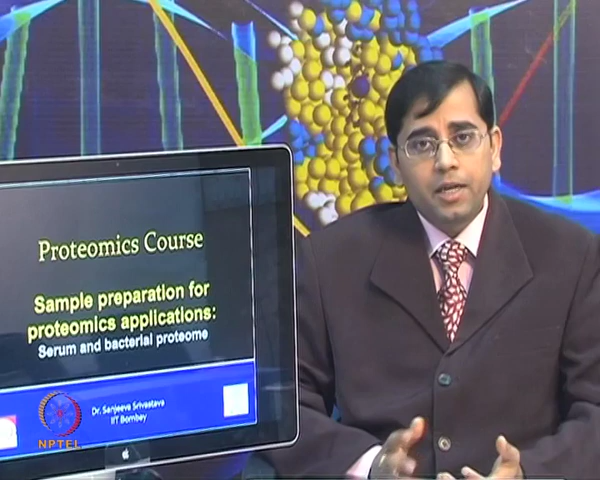 Proteomics Course
Sample preparation for
proteomics applications:
Serum and bacterial proteome
Dr. Sanjeeva Srivastava
IIT Bombay
NPTEL